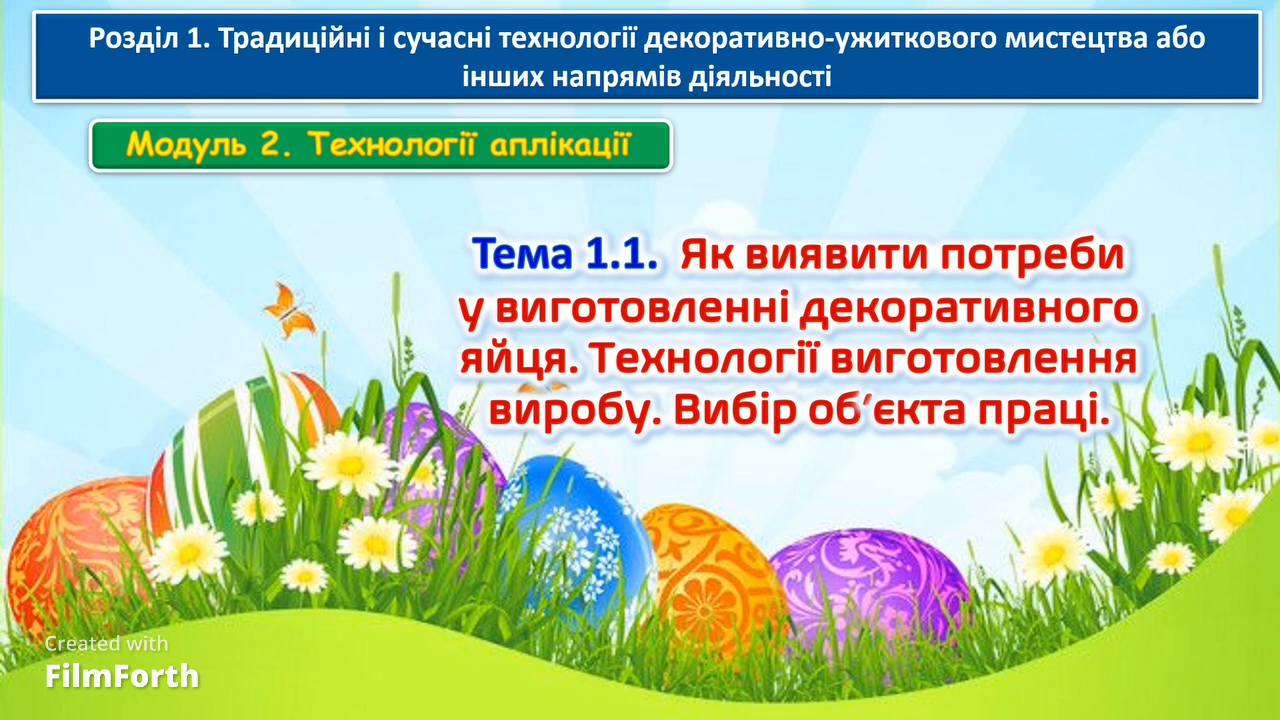 Розділ 1. Традиційні і сучасні технології декоративно-ужиткового мистецтва або
інших напрямів діяльності
Модуль 2. Технології аплікації
Тема 1.1. Як виявити потреби
у виготовленні декоративного
яйця. Технології виготовлення
виробу. Вибір об′єкта праці.
Created with
FilmForth